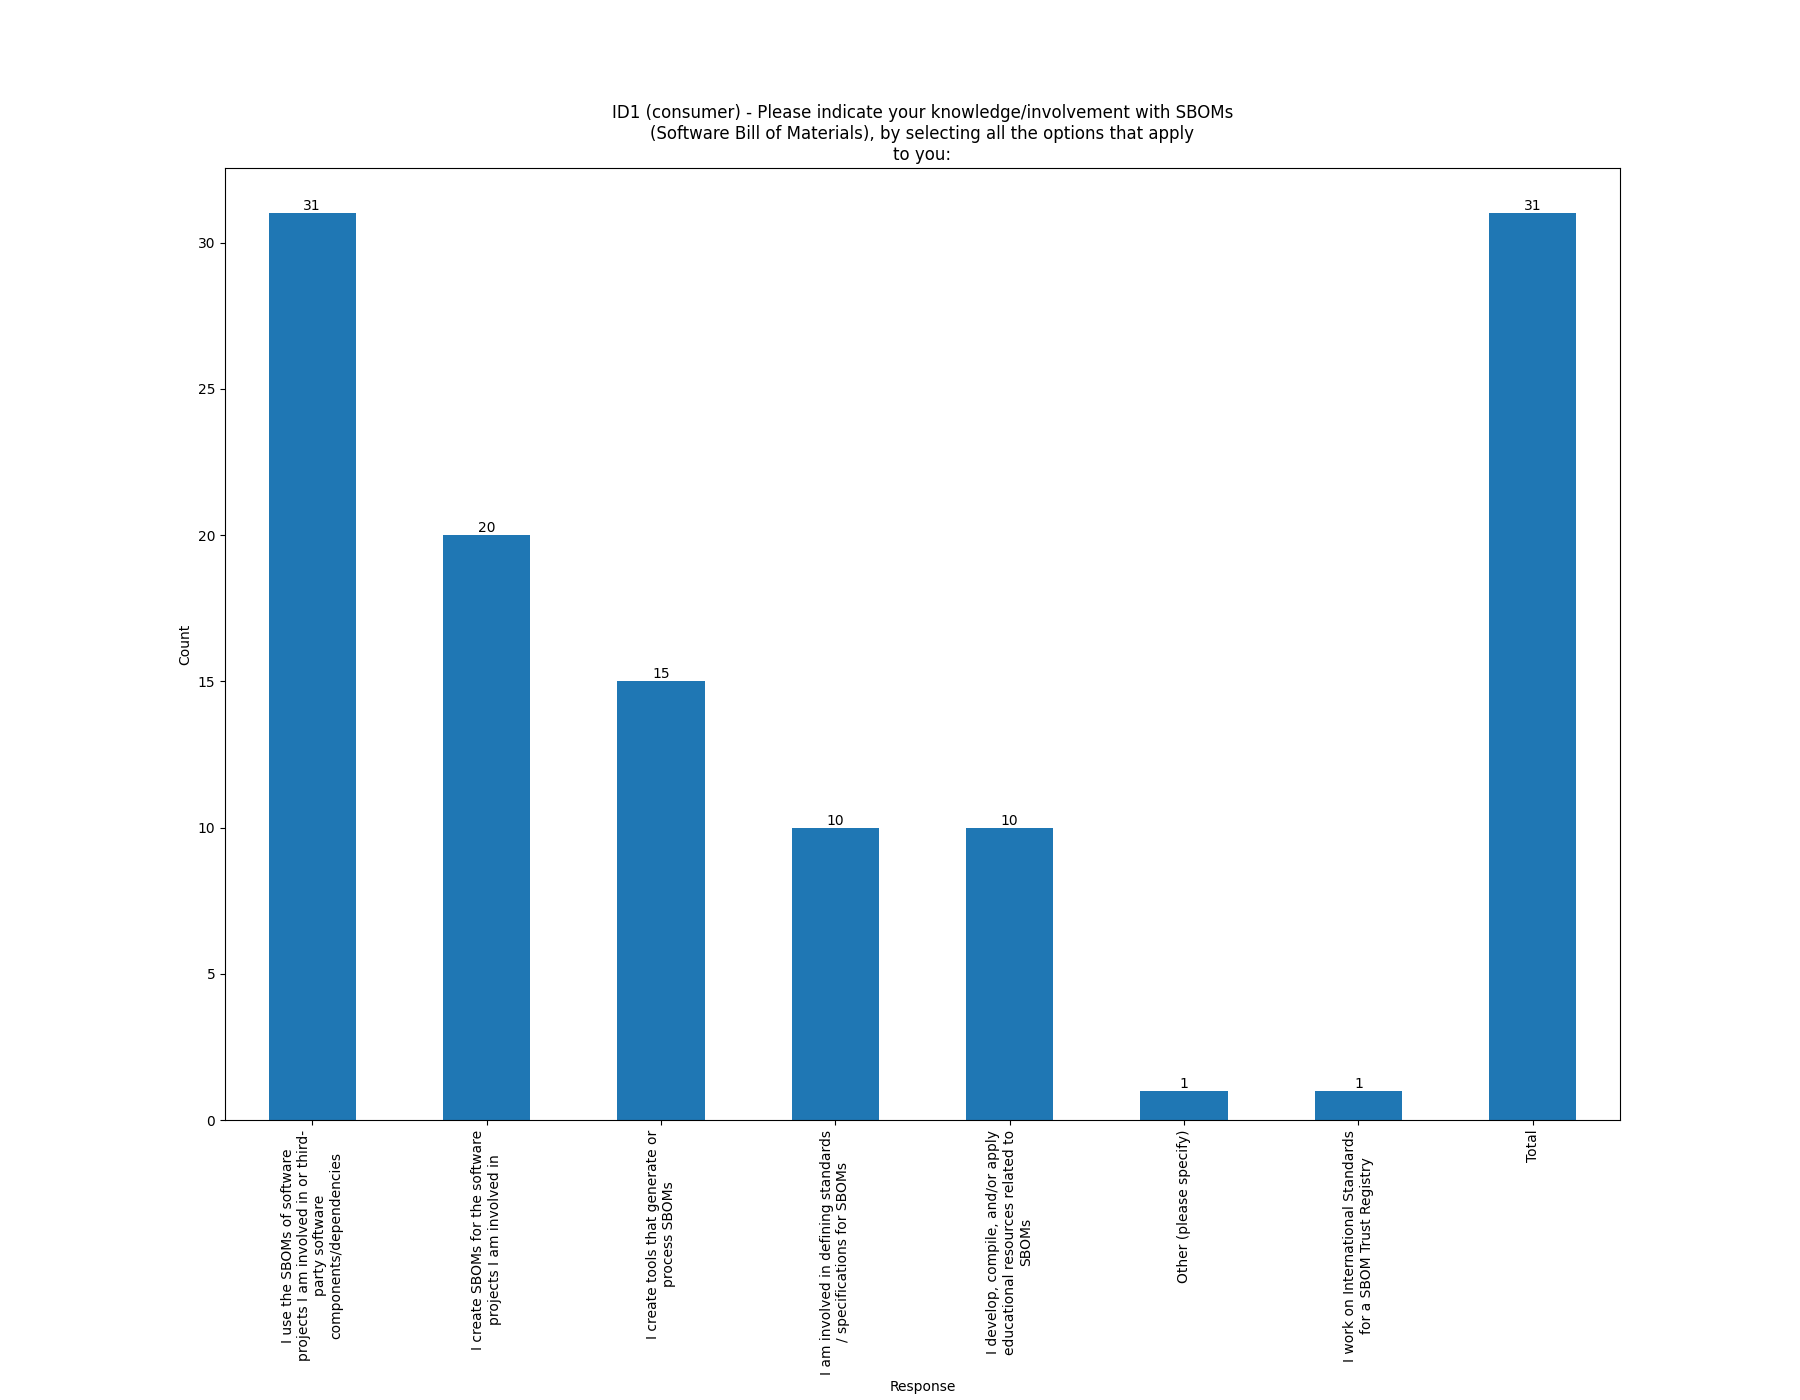 ID1 (consumer) - Please indicate your knowledge/involvement with SBOMs
(Software Bill of Materials), by selecting all the options that apply
to you:
31
20
15
10
10
1
1
31
30
25
20
15
10
5
0
Count
I use the SBOMs of software
projects I am involved in or third-
party software
components/dependencies
I create SBOMs for the software
projects I am involved in
I create tools that generate or
process SBOMs
I am involved in defining standards
/ specifications for SBOMs
I develop, compile, and/or apply
educational resources related to
SBOMs
Other (please specify)
I work on International Standards
for a SBOM Trust Registry
Total
Response